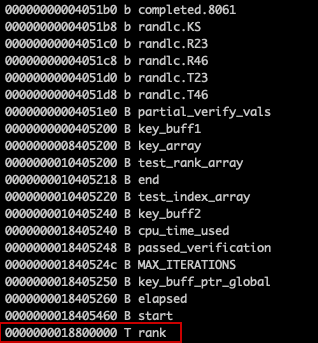 00000000004051b0 b completed.8061
00000000004051b8 b randlc.KS
00000000004051c0 b randlc.R23
00000000004051c8 b randlc.R46
00000000004051d0 b randlc.T23
00000000004051d8 b randlc.T46
00000000004051e0 B partial_verify_vals
0000000000405200 B key_buff1
0000000008405200 B key_array
0000000010405200 B test_rank_array
0000000010405218 B end
0000000010405220 B test_index_array
0000000010405240 B key_buff2
0000000018405240 B cpu_time_used
0000000018405248 B passed_verification
000000001840524c B MAX_ITERATIONS
0000000018405250 B key_buff_ptr_global
0000000018405260 B elapsed
0000000018405460 B start
0000000018800000 T rank